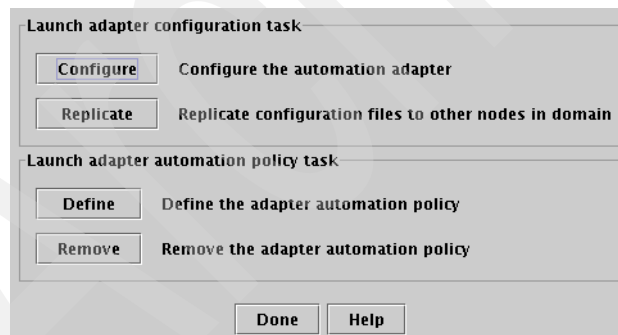 Launch adapter configuration task
Configure Configure the automation adapter
Replicate Replicate configuration files to other nodes in domain
Launch adapter automation policy task
Define Define the adapter automation policy
Remove Remove the adapter automation policy
Done Help